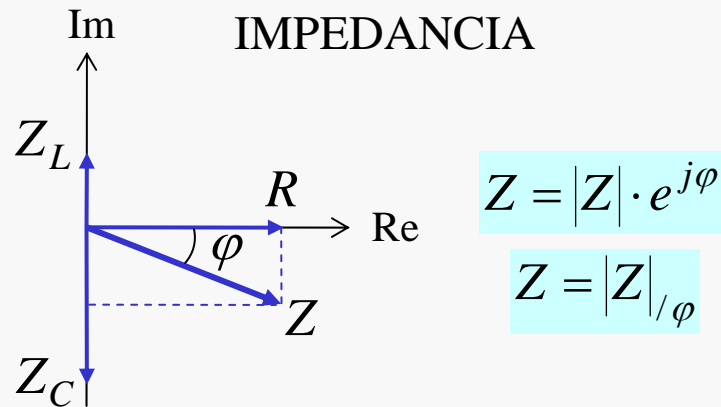 Im
IMPEDANCIA
Z_L
R
Re
φ
Z
Z_C
Z = |Z| · e^{jφ}
Z = |Z|_{/φ}